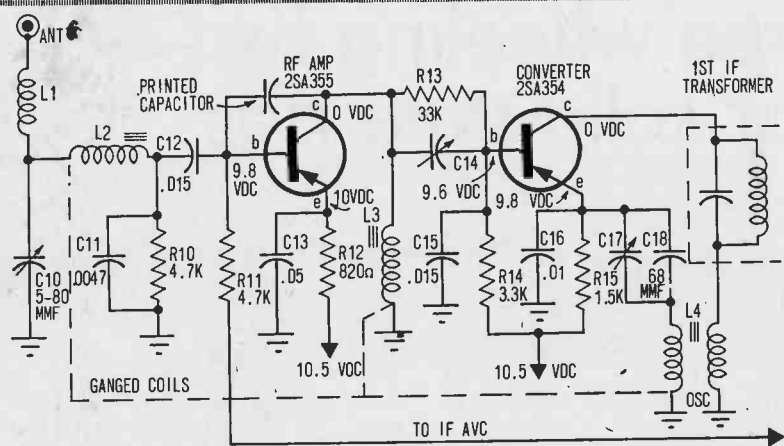 ANT
L1
PRINTED
CAPACITOR
RF AMP
2SA355
c
0 VDC
b
9.8
VDC
10VDC
e
L2
C12
.D15
C10
5-80
MMF
C11
.0047
R10
4.7K
R11
4.7K
C13
.D5
R12
820Ω
10.5 VOC
L3
R13
33K
C14
9.6 VDC
b
CONVERTER
2SA354
c
0 VDC
9.8
VDC
e
C15
.D15
R14
3.3K
C16
.01
R15
1.5K
C17
C18
68
MMF
10.5 VDC
1ST IF
TRANSFORMER
L4
OSC
GANGED COILS
TO IF AVC